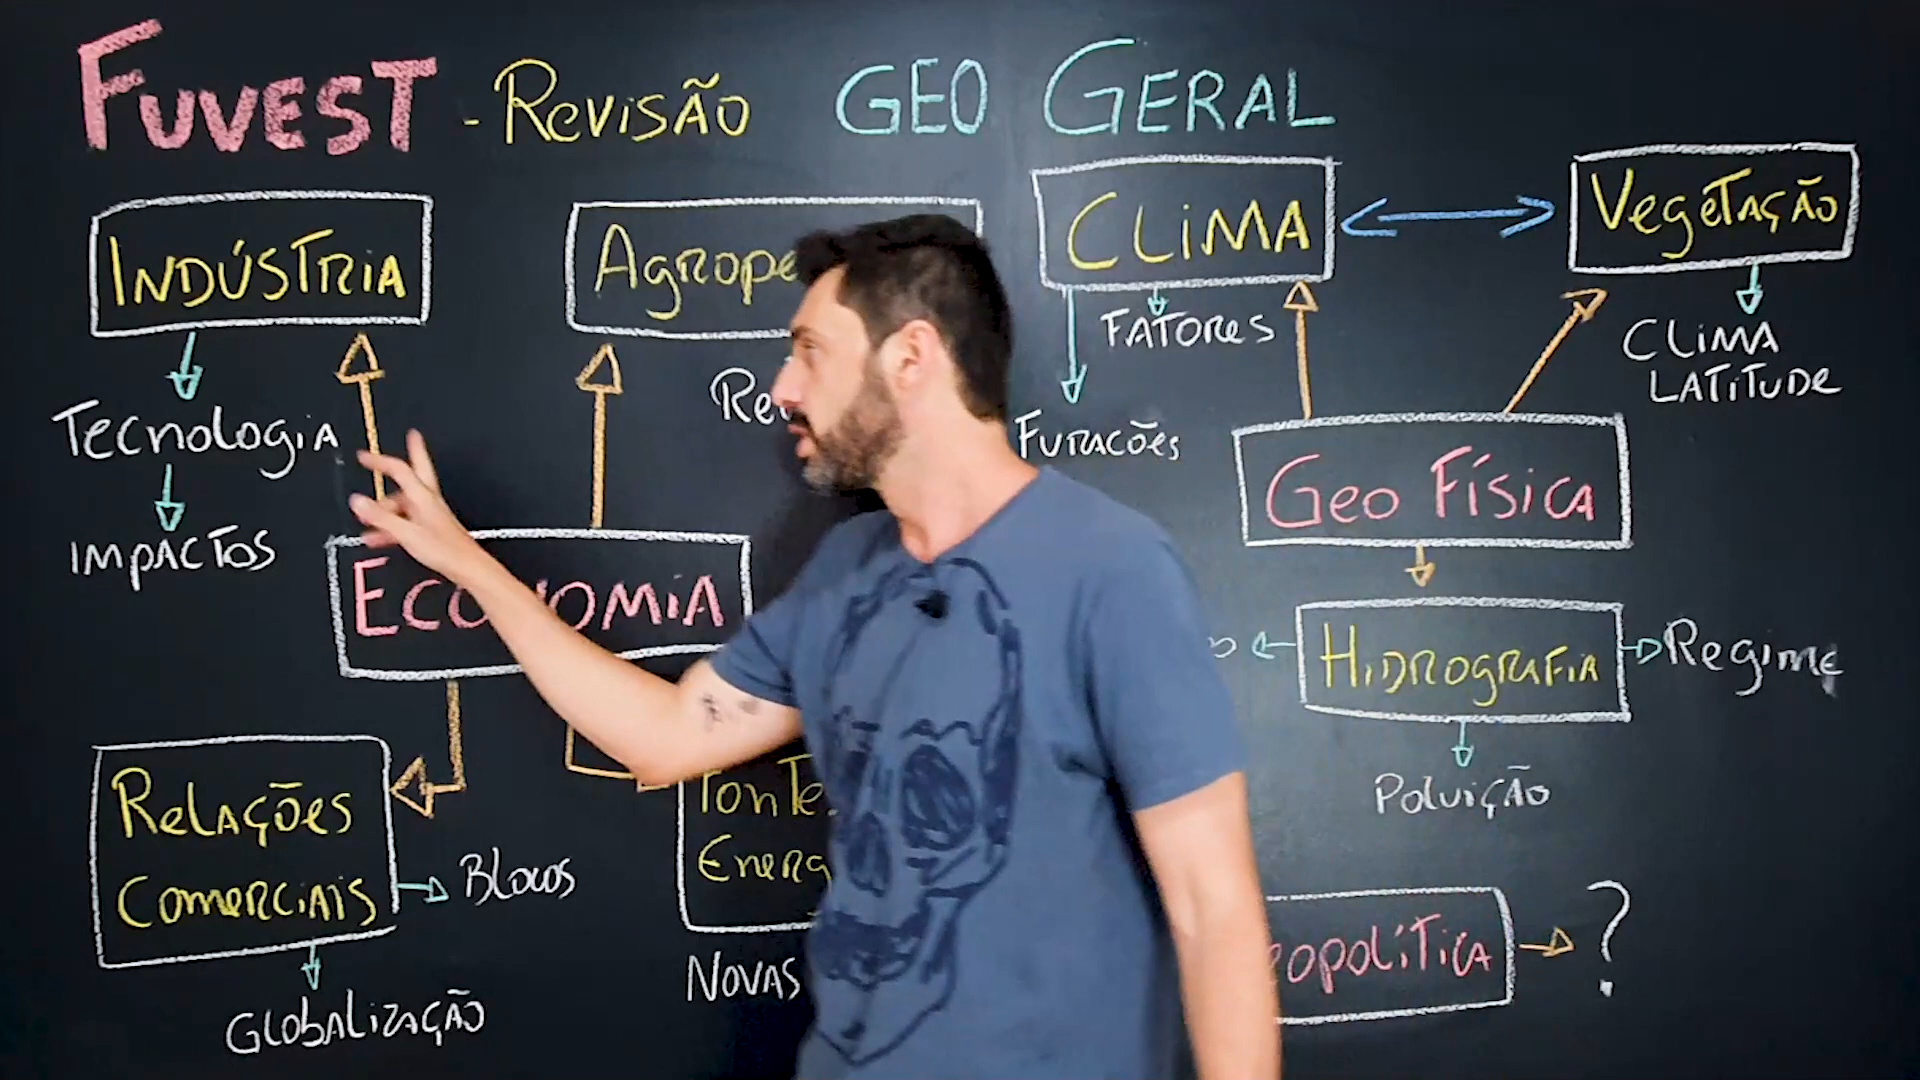 FUVEST - REVISÃO GEO GERAL
INDÚSTRIA
TECNOLOGIA
IMPACTOS
CLIMA
FATORES
FURACÕES
VEGETAÇÃO
CLIMA
LATITUDE
GEO FÍSICA
HIDROGRAFIA
REGIME
POLUIÇÃO
RELAÇÕES
COMERCIAIS
BLOCOS
GLOBALIZAÇÃO
NOVAS
?